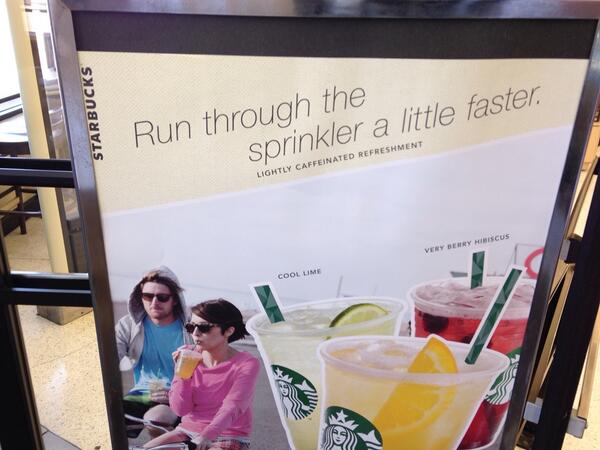 STARBUCKS
Run through the
sprinkler a little faster.
LIGHTLY CAFFEINATED REFRESHMENT
VERY BERRY HIBISCUS
COOL LIME